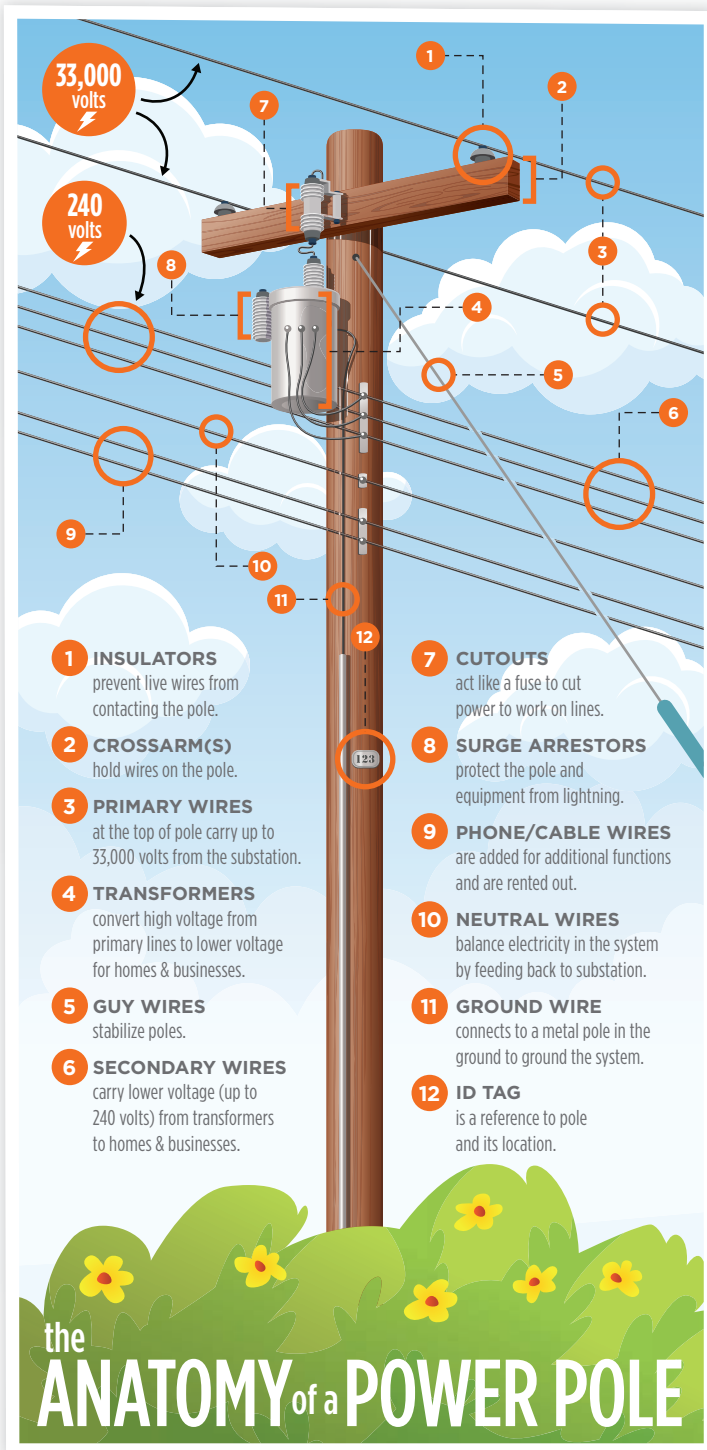 33,000
volts
240
volts
1
2
7
3
8
4
5
6
9
10
11
12
123
1 INSULATORS
prevent live wires from
contacting the pole.
2 CROSSARM(S)
hold wires on the pole.
3 PRIMARY WIRES
at the top of pole carry up to
33,000 volts from the substation.
4 TRANSFORMERS
convert high voltage from
primary lines to lower voltage
for homes & businesses.
5 GUY WIRES
stabilize poles.
6 SECONDARY WIRES
carry lower voltage (up to
240 volts) from transformers
to homes & businesses.
7 CUTOUTS
act like a fuse to cut
power to work on lines.
8 SURGE ARRESTORS
protect the pole and
equipment from lightning.
9 PHONE/CABLE WIRES
are added for additional functions
and are rented out.
10 NEUTRAL WIRES
balance electricity in the system
by feeding back to substation.
11 GROUND WIRE
connects to a metal pole in the
ground to ground the system.
12 ID TAG
is a reference to pole
and its location.
the
ANATOMY of a POWER POLE